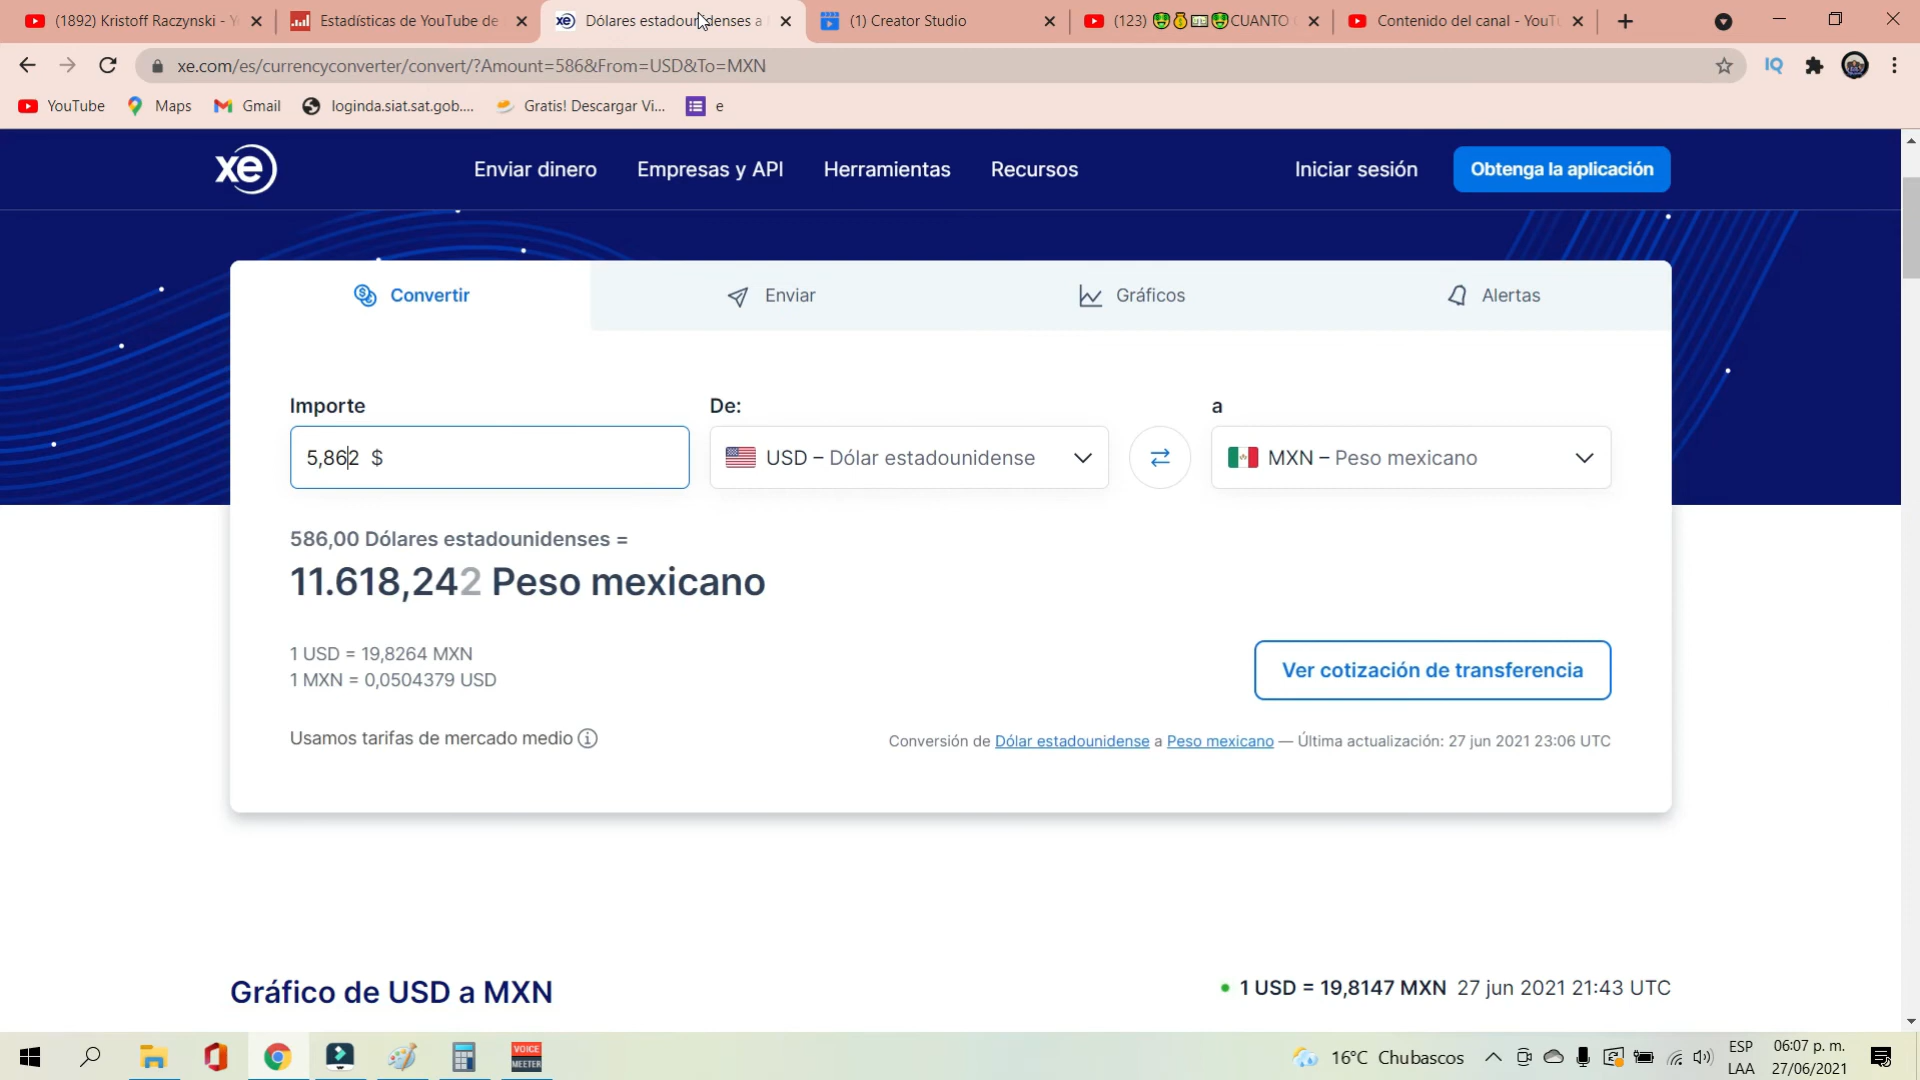 (1892) Kristoff Raczynski - Y
Estadísticas de YouTube de
Dólares estadounidenses a
(1) Creator Studio
(123) 🤑💰💵🤑CUANTO
Contenido del canal - YouTu
xe.com/es/currencyconverter/convert/?Amount=586&From=USD&To=MXN
IQ
YouTube
Maps
Gmail
loginda.siat.sat.gob....
Gratis! Descargar Vi...
e
xe
Enviar dinero
Empresas y API
Herramientas
Recursos
Iniciar sesión
Obtenga la aplicación
Convertir
Enviar
Gráficos
Alertas
Importe
De:
a
5,862 $
USD – Dólar estadounidense
MXN – Peso mexicano
586,00 Dólares estadounidenses =
11.618,242 Peso mexicano
1 USD = 19,8264 MXN
1 MXN = 0,0504379 USD
Ver cotización de transferencia
Usamos tarifas de mercado medio
Conversión de Dólar estadounidense a Peso mexicano — Última actualización: 27 jun 2021 23:06 UTC
Gráfico de USD a MXN
1 USD = 19,8147 MXN 27 jun 2021 21:43 UTC
VOICE
MEETER
16°C Chubascos
ESP
LAA
06:07 p. m.
27/06/2021